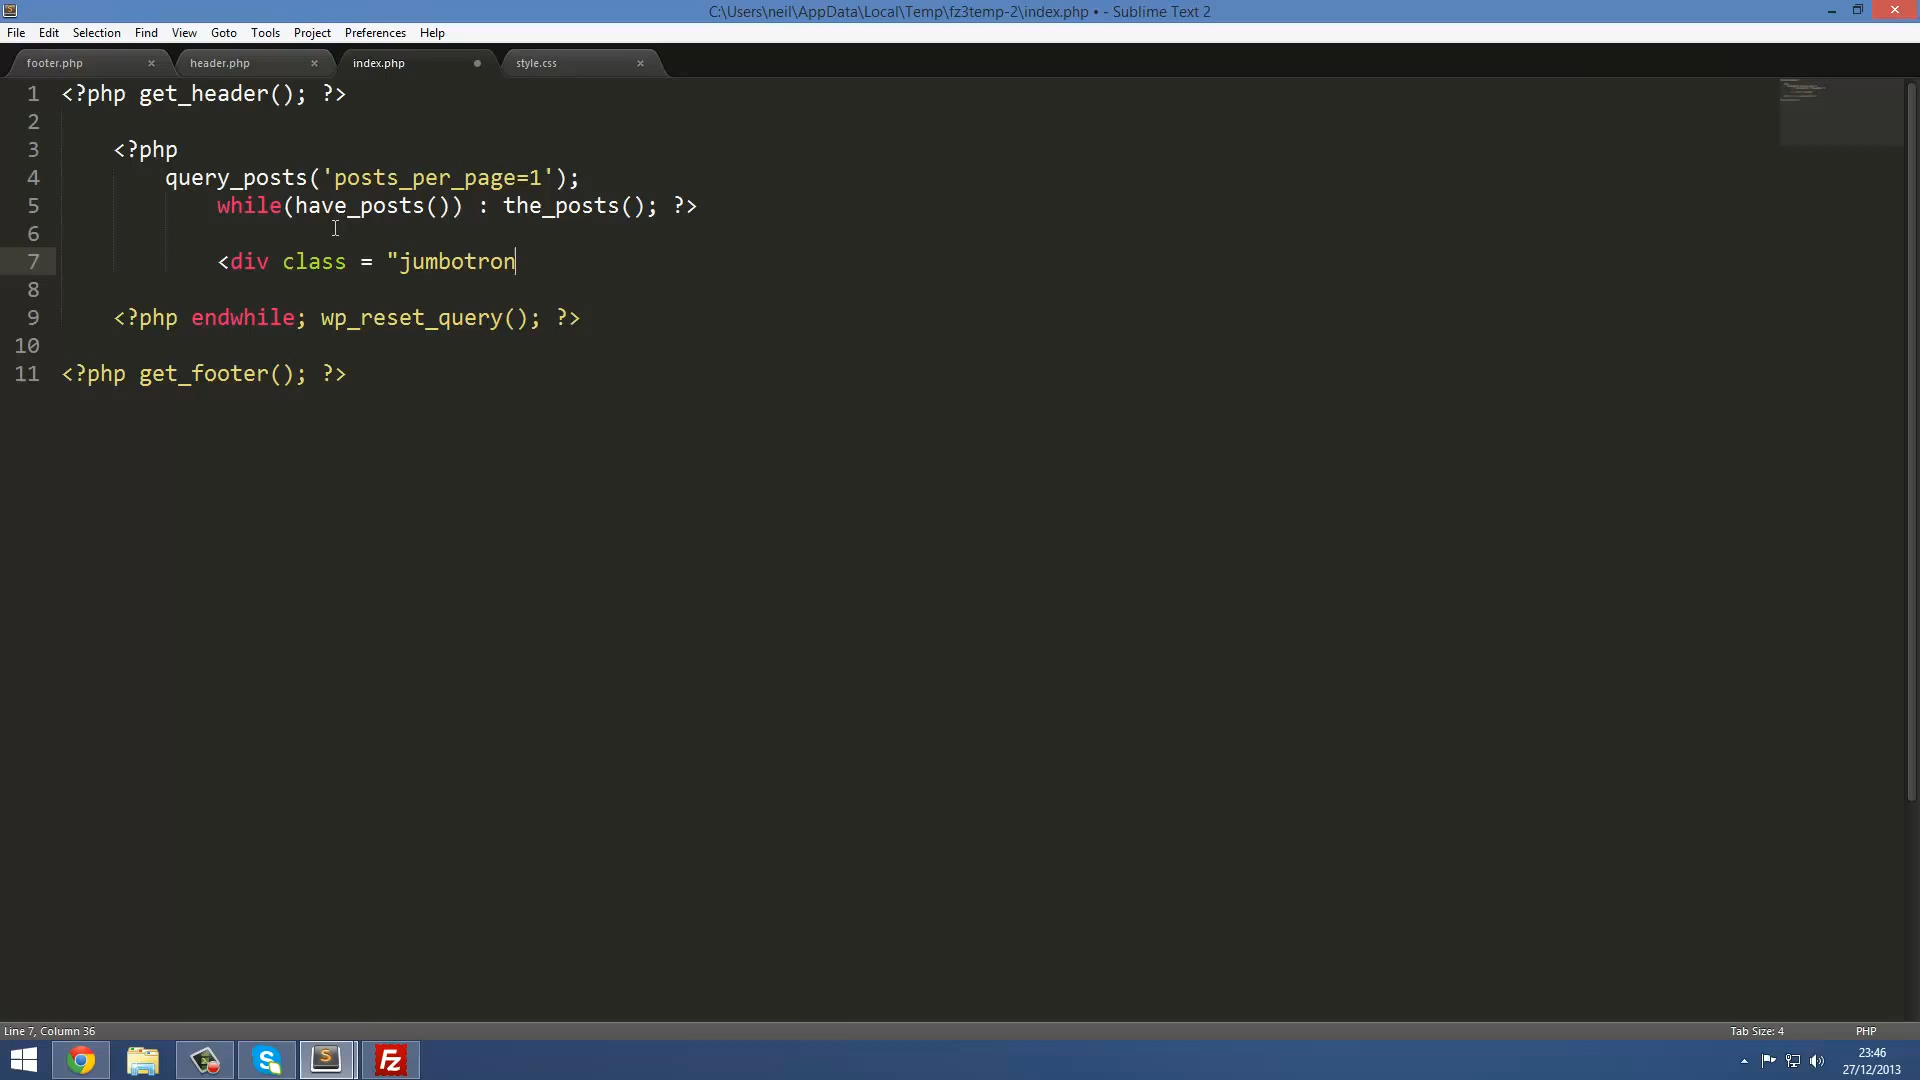 C:\Users\neil\AppData\Local\Temp\fz3temp-2\index.php • - Sublime Text 2
File Edit Selection Find View Goto Tools Project Preferences Help
footer.php × header.php × index.php style.css ×
1 <?php get_header(); ?>
2
3 <?php
4 query_posts('posts_per_page=1');
5 while(have_posts()) : the_posts(); ?>
6
7 <div class = "jumbotron
8
9 <?php endwhile; wp_reset_query(); ?>
10
11 <?php get_footer(); ?>
Line 7, Column 36 Tab Size: 4 PHP
23:46
27/12/2013